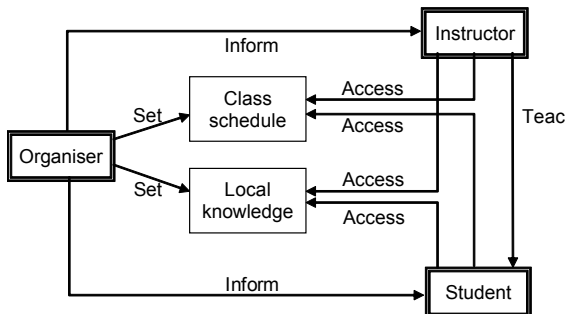 Instructor
Inform
Access
Class
schedule
Set
Access
Teac
Organiser
Access
Local
knowledge
Set
Access
Inform
Student